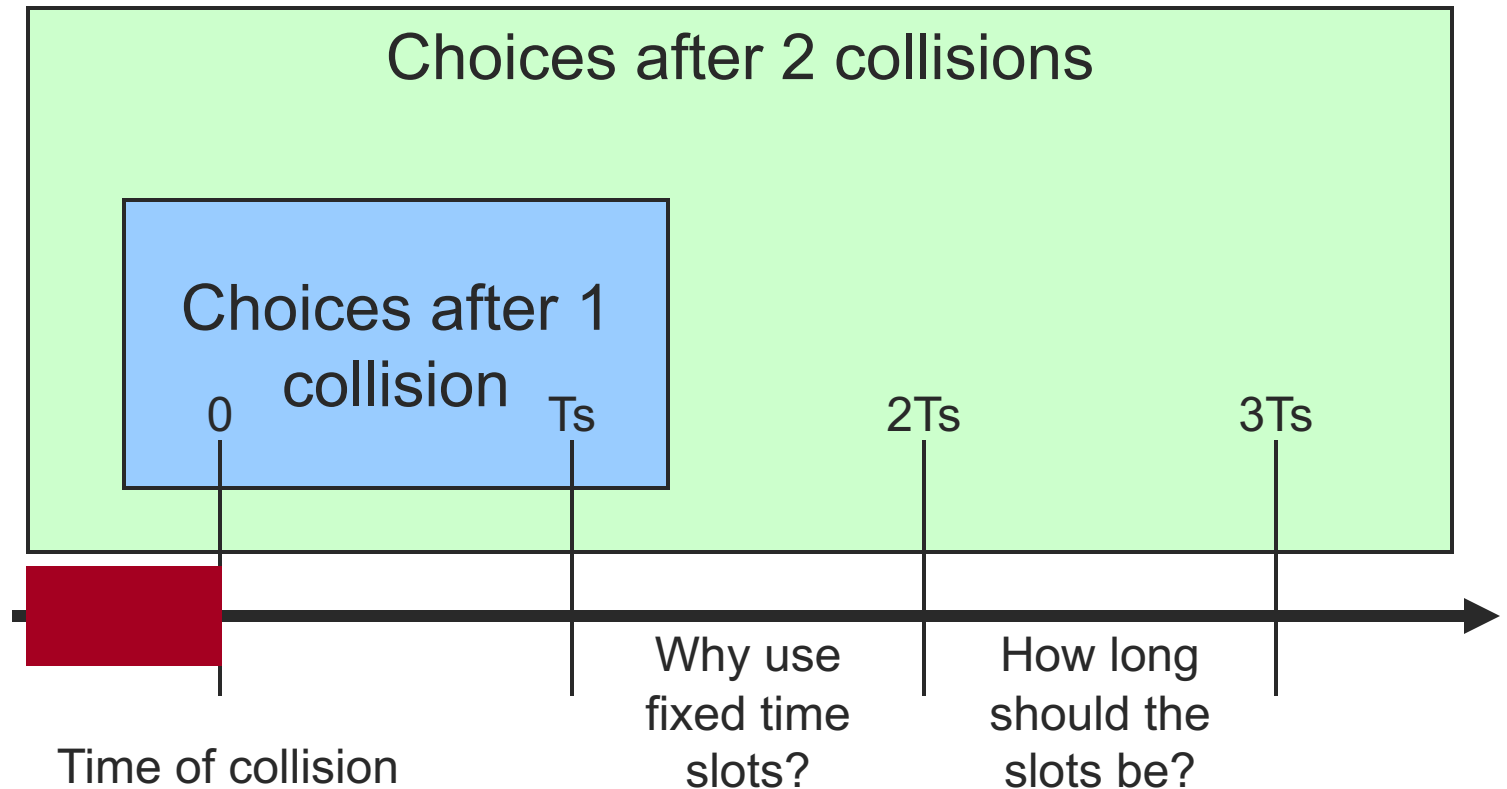 Choices after 2 collisions
Choices after 1
collision
0
Ts
2Ts
3Ts
Why use
fixed time
slots?
How long
should the
slots be?
Time of collision